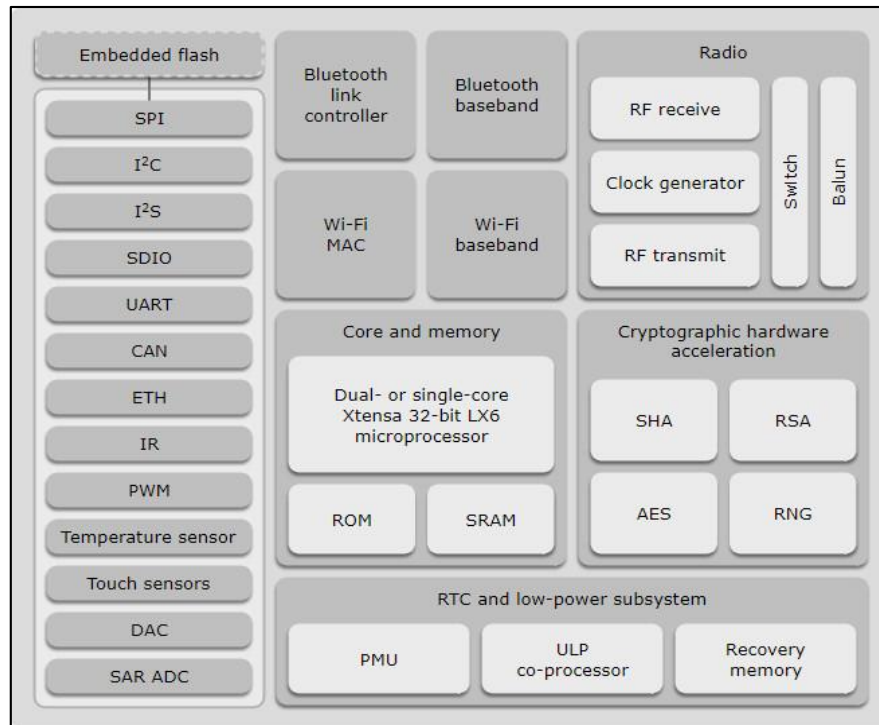 Embedded flash
SPI
I²C
I²S
SDIO
UART
CAN
ETH
IR
PWM
Temperature sensor
Touch sensors
DAC
SAR ADC
Bluetooth
link
controller
Bluetooth
baseband
Wi-Fi
MAC
Wi-Fi
baseband
Radio
RF receive
Clock generator
RF transmit
Switch
Balun
Core and memory
Dual- or single-core
Xtensa 32-bit LX6
microprocessor
ROM
SRAM
Cryptographic hardware
acceleration
SHA
RSA
AES
RNG
RTC and low-power subsystem
PMU
ULP
co-processor
Recovery
memory